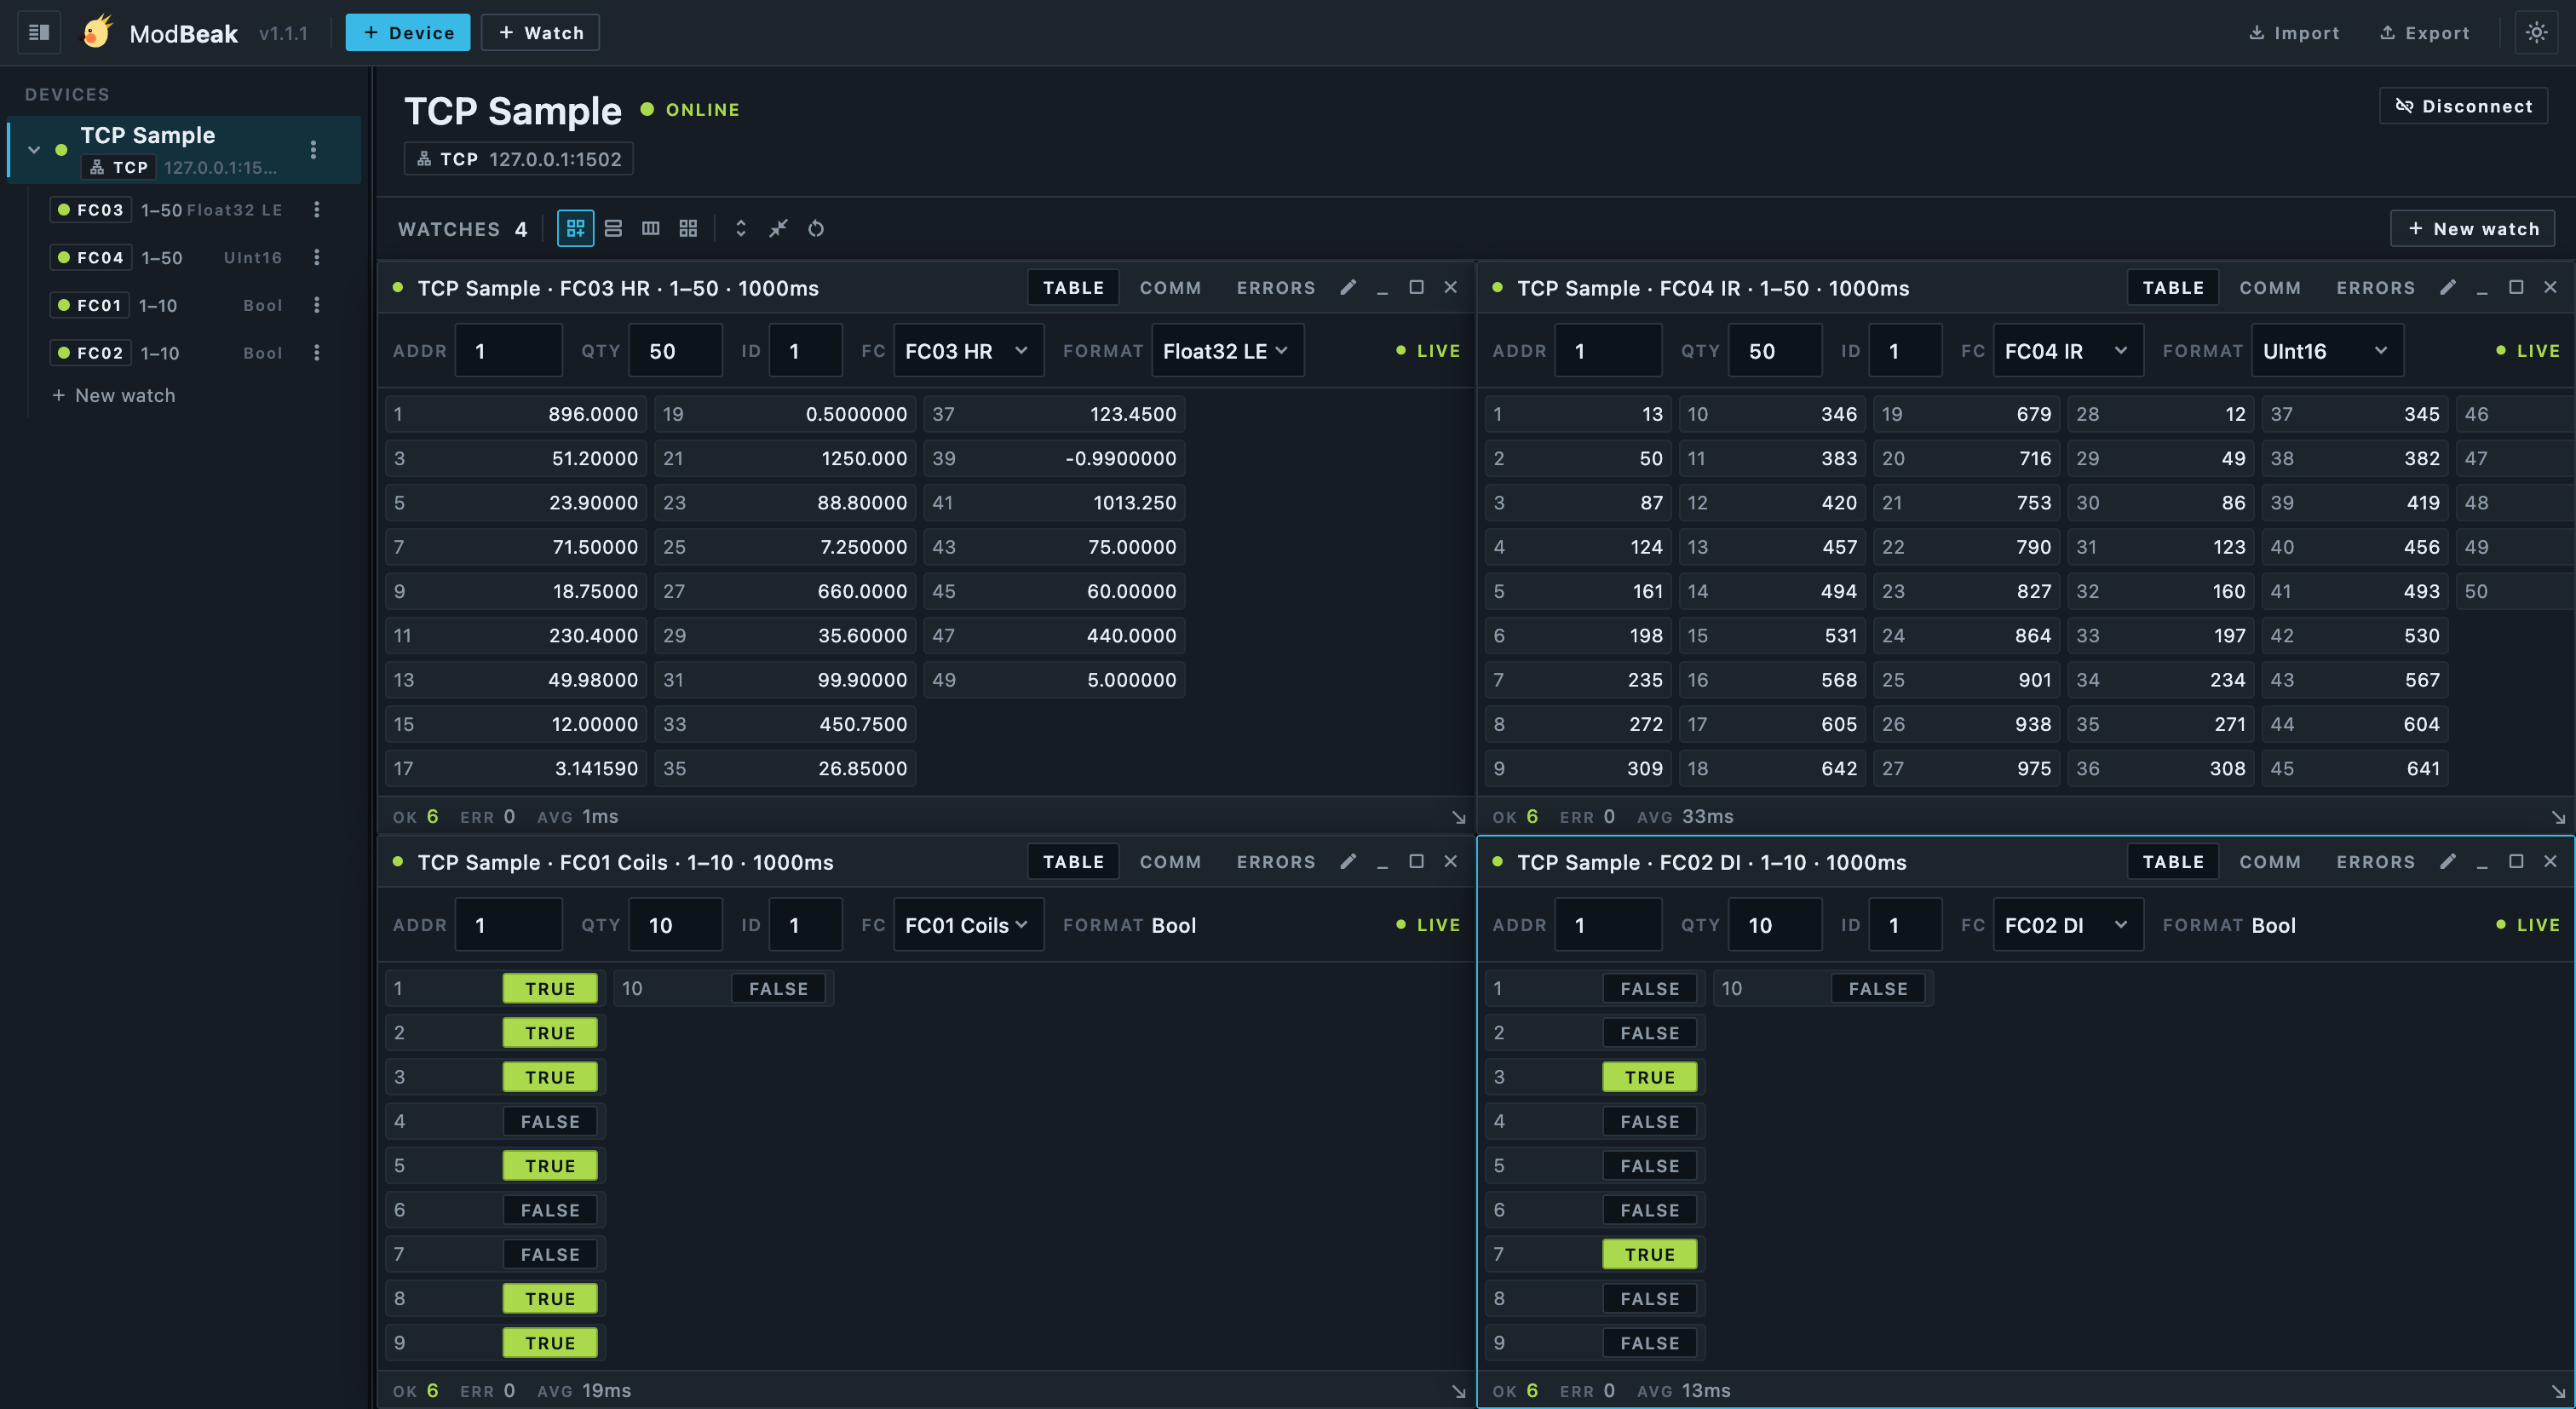 ModBeak v1.1.1 + Device + Watch Import Export
DEVICES
TCP Sample
TCP 127.0.0.1:15...
FC03 1–50 Float32 LE
FC04 1–50 UInt16
FC01 1–10 Bool
FC02 1–10 Bool
+ New watch
TCP Sample ONLINE Disconnect
TCP 127.0.0.1:1502
WATCHES 4 + New watch
TCP Sample · FC03 HR · 1–50 · 1000ms TABLE COMM ERRORS
ADDR 1 QTY 50 ID 1 FC FC03 HR FORMAT Float32 LE LIVE
1 896.0000 19 0.5000000 37 123.4500
3 51.20000 21 1250.000 39 -0.9900000
5 23.90000 23 88.80000 41 1013.250
7 71.50000 25 7.250000 43 75.00000
9 18.75000 27 660.0000 45 60.00000
11 230.4000 29 35.60000 47 440.0000
13 49.98000 31 99.90000 49 5.000000
15 12.00000 33 450.7500
17 3.141590 35 26.85000
OK 6 ERR 0 AVG 1ms
TCP Sample · FC04 IR · 1–50 · 1000ms TABLE COMM ERRORS
ADDR 1 QTY 50 ID 1 FC FC04 IR FORMAT UInt16 LIVE
1 13 10 346 19 679 28 12 37 345 46
2 50 11 383 20 716 29 49 38 382 47
3 87 12 420 21 753 30 86 39 419 48
4 124 13 457 22 790 31 123 40 456 49
5 161 14 494 23 827 32 160 41 493 50
6 198 15 531 24 864 33 197 42 530
7 235 16 568 25 901 34 234 43 567
8 272 17 605 26 938 35 271 44 604
9 309 18 642 27 975 36 308 45 641
OK 6 ERR 0 AVG 33ms
TCP Sample · FC01 Coils · 1–10 · 1000ms TABLE COMM ERRORS
ADDR 1 QTY 10 ID 1 FC FC01 Coils FORMAT Bool LIVE
1 TRUE 10 FALSE
2 TRUE
3 TRUE
4 FALSE
5 TRUE
6 FALSE
7 FALSE
8 TRUE
9 TRUE
OK 6 ERR 0 AVG 19ms
TCP Sample · FC02 DI · 1–10 · 1000ms TABLE COMM ERRORS
ADDR 1 QTY 10 ID 1 FC FC02 DI FORMAT Bool LIVE
1 FALSE 10 FALSE
2 FALSE
3 TRUE
4 FALSE
5 FALSE
6 FALSE
7 TRUE
8 FALSE
9 FALSE
OK 6 ERR 0 AVG 13ms